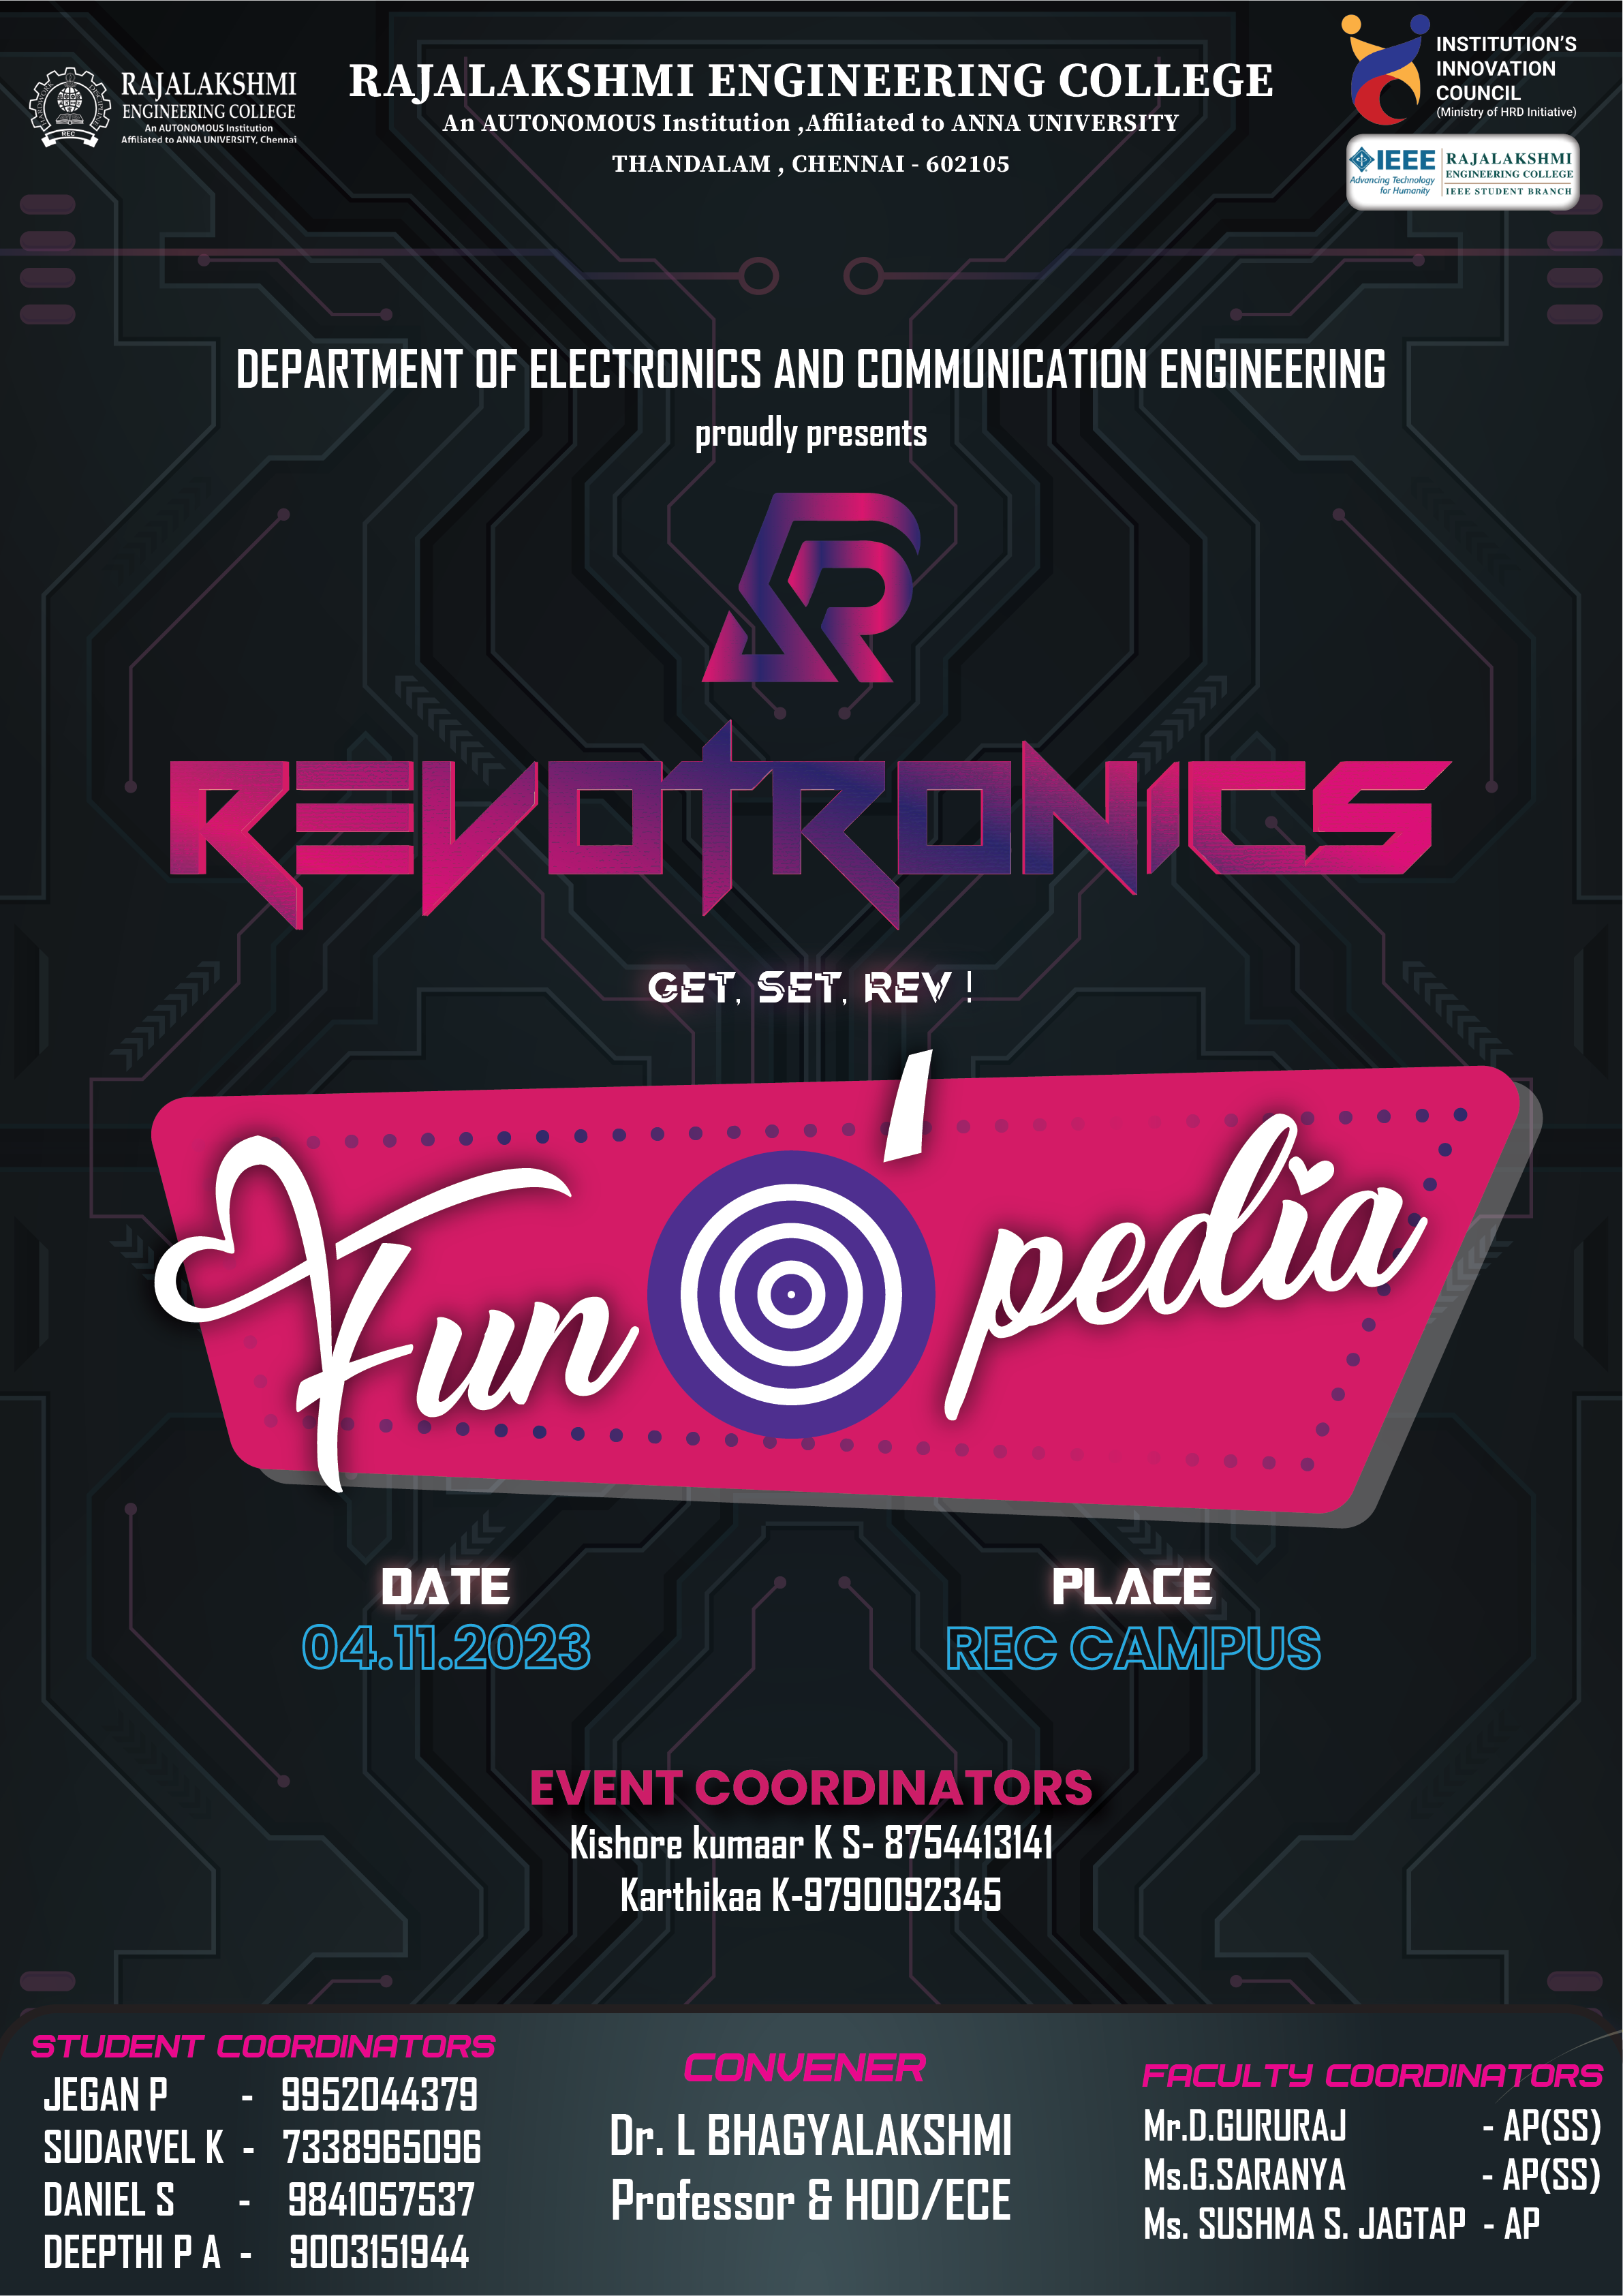 RAJALAKSHMI
ENGINEERING COLLEGE
An AUTONOMOUS Institution
Affiliated to ANNA UNIVERSITY, Chennai
REC
RAJALAKSHMI ENGINEERING COLLEGE
An AUTONOMOUS Institution ,Affiliated to ANNA UNIVERSITY
THANDALAM , CHENNAI - 602105
INSTITUTION'S
INNOVATION
COUNCIL
(Ministry of HRD Initiative)
IEEE
Advancing Technology
for Humanity
RAJALAKSHMI
ENGINEERING COLLEGE
IEEE STUDENT BRANCH
DEPARTMENT OF ELECTRONICS AND COMMUNICATION ENGINEERING
proudly presents
REVOTRONICS
GET, SET, REV !
Fun O'pedia
DATE
04.11.2023
PLACE
REC CAMPUS
EVENT COORDINATORS
Kishore kumaar K S- 8754413141
Karthikaa K-9790092345
STUDENT COORDINATORS
JEGAN P - 9952044379
SUDARVEL K - 7338965096
DANIEL S - 9841057537
DEEPTHI P A - 9003151944
CONVENER
Dr. L BHAGYALAKSHMI
Professor & HOD/ECE
FACULTY COORDINATORS
Mr.D.GURURAJ - AP(SS)
Ms.G.SARANYA - AP(SS)
Ms. SUSHMA S. JAGTAP - AP